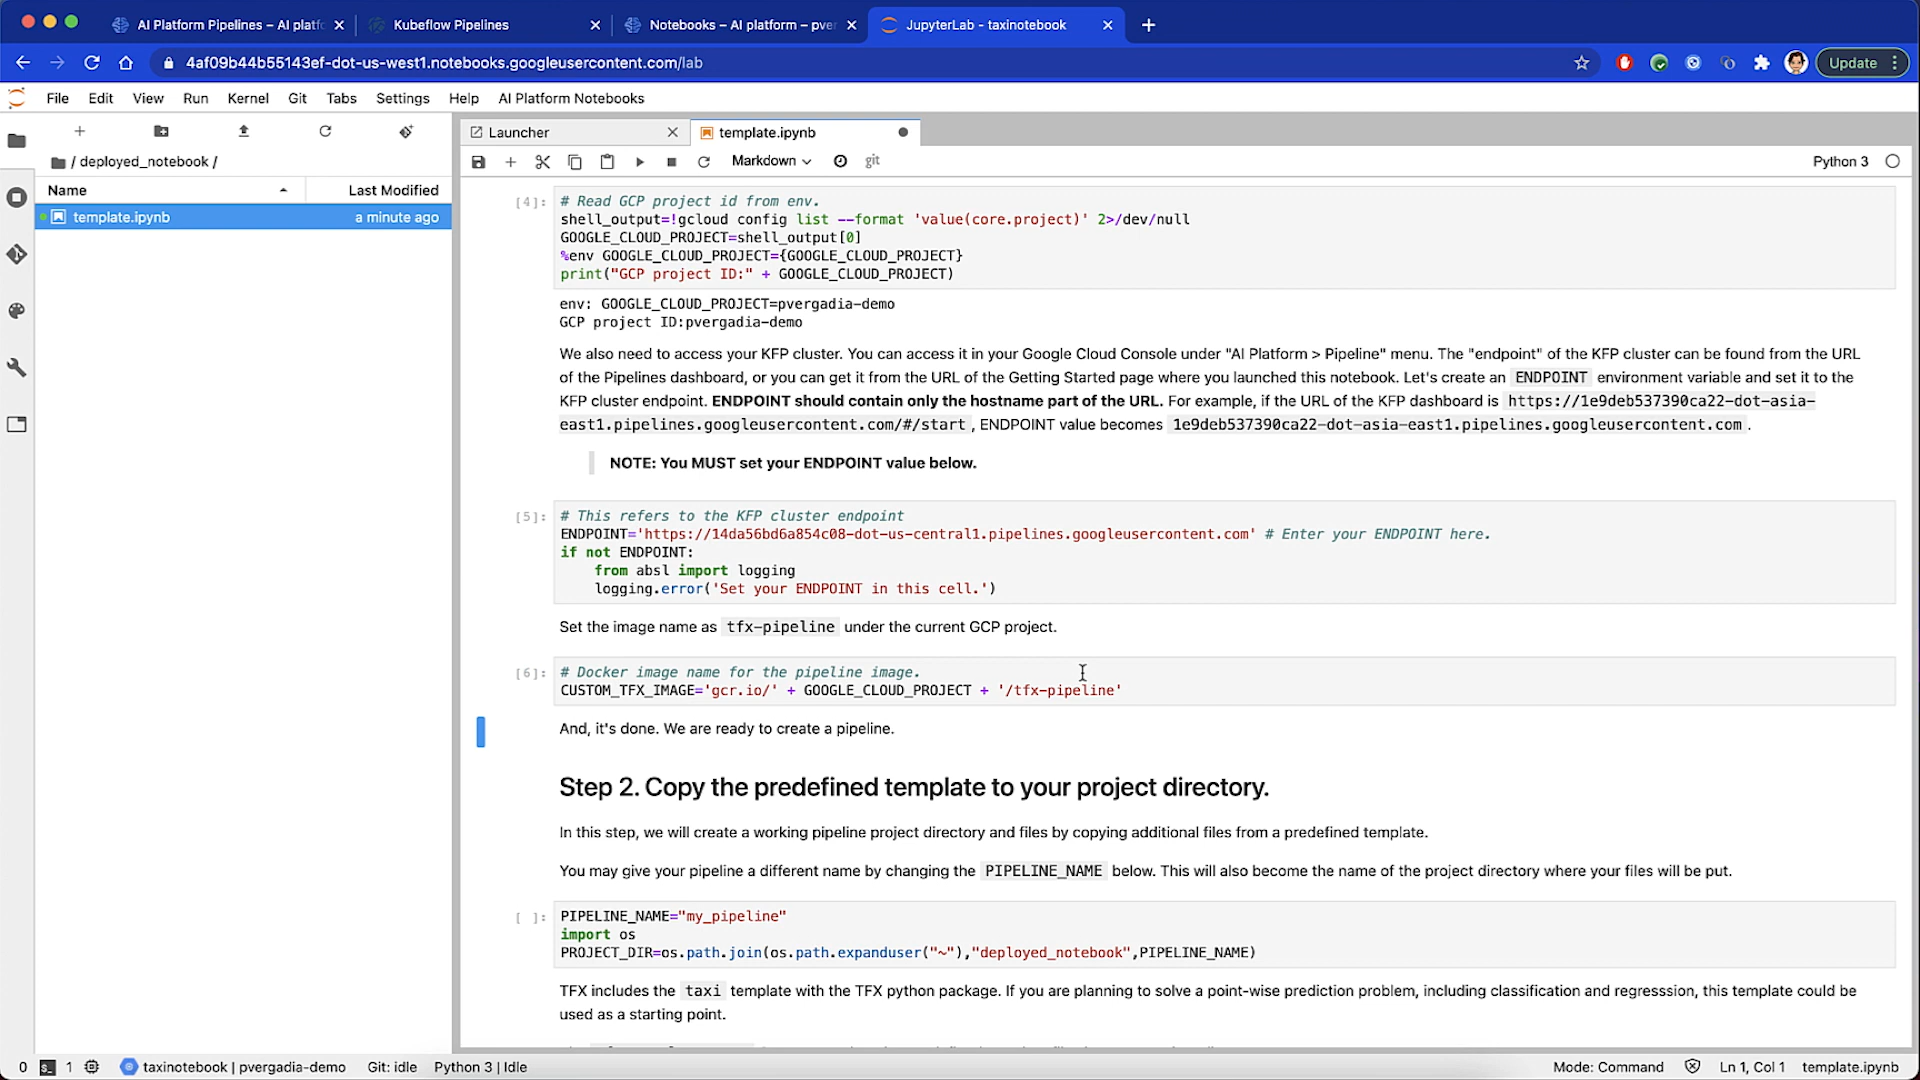 AI Platform Pipelines – AI platf
Kubeflow Pipelines
Notebooks – AI platform – pver
JupyterLab - taxinotebook
4af09b44b55143ef-dot-us-west1.notebooks.googleusercontent.com/lab
Update
File Edit View Run Kernel Git Tabs Settings Help AI Platform Notebooks
Launcher
template.ipynb
/ deployed_notebook /
Markdown
git
Python 3
Name
Last Modified
template.ipynb
a minute ago
[4]:
# Read GCP project id from env.
shell_output=!gcloud config list --format 'value(core.project)' 2>/dev/null
GOOGLE_CLOUD_PROJECT=shell_output[0]
%env GOOGLE_CLOUD_PROJECT={GOOGLE_CLOUD_PROJECT}
print("GCP project ID:" + GOOGLE_CLOUD_PROJECT)
env: GOOGLE_CLOUD_PROJECT=pvergadia-demo
GCP project ID:pvergadia-demo
We also need to access your KFP cluster. You can access it in your Google Cloud Console under "AI Platform > Pipeline" menu. The "endpoint" of the KFP cluster can be found from the URL
of the Pipelines dashboard, or you can get it from the URL of the Getting Started page where you launched this notebook. Let's create an ENDPOINT environment variable and set it to the
KFP cluster endpoint. ENDPOINT should contain only the hostname part of the URL. For example, if the URL of the KFP dashboard is https://1e9deb537390ca22-dot-asia-
east1.pipelines.googleusercontent.com/#/start , ENDPOINT value becomes 1e9deb537390ca22-dot-asia-east1.pipelines.googleusercontent.com .
NOTE: You MUST set your ENDPOINT value below.
[5]:
# This refers to the KFP cluster endpoint
ENDPOINT='https://14da56bd6a854c08-dot-us-central1.pipelines.googleusercontent.com' # Enter your ENDPOINT here.
if not ENDPOINT:
from absl import logging
logging.error('Set your ENDPOINT in this cell.')
Set the image name as tfx-pipeline under the current GCP project.
[6]:
# Docker image name for the pipeline image.
CUSTOM_TFX_IMAGE='gcr.io/' + GOOGLE_CLOUD_PROJECT + '/tfx-pipeline'
And, it's done. We are ready to create a pipeline.
Step 2. Copy the predefined template to your project directory.
In this step, we will create a working pipeline project directory and files by copying additional files from a predefined template.
You may give your pipeline a different name by changing the PIPELINE_NAME below. This will also become the name of the project directory where your files will be put.
[ ]:
PIPELINE_NAME="my_pipeline"
import os
PROJECT_DIR=os.path.join(os.path.expanduser("~"),"deployed_notebook",PIPELINE_NAME)
TFX includes the taxi template with the TFX python package. If you are planning to solve a point-wise prediction problem, including classification and regresssion, this template could be
used as a starting point.
0
1
taxinotebook | pvergadia-demo
Git: idle
Python 3 | Idle
Mode: Command
Ln 1, Col 1
template.ipynb